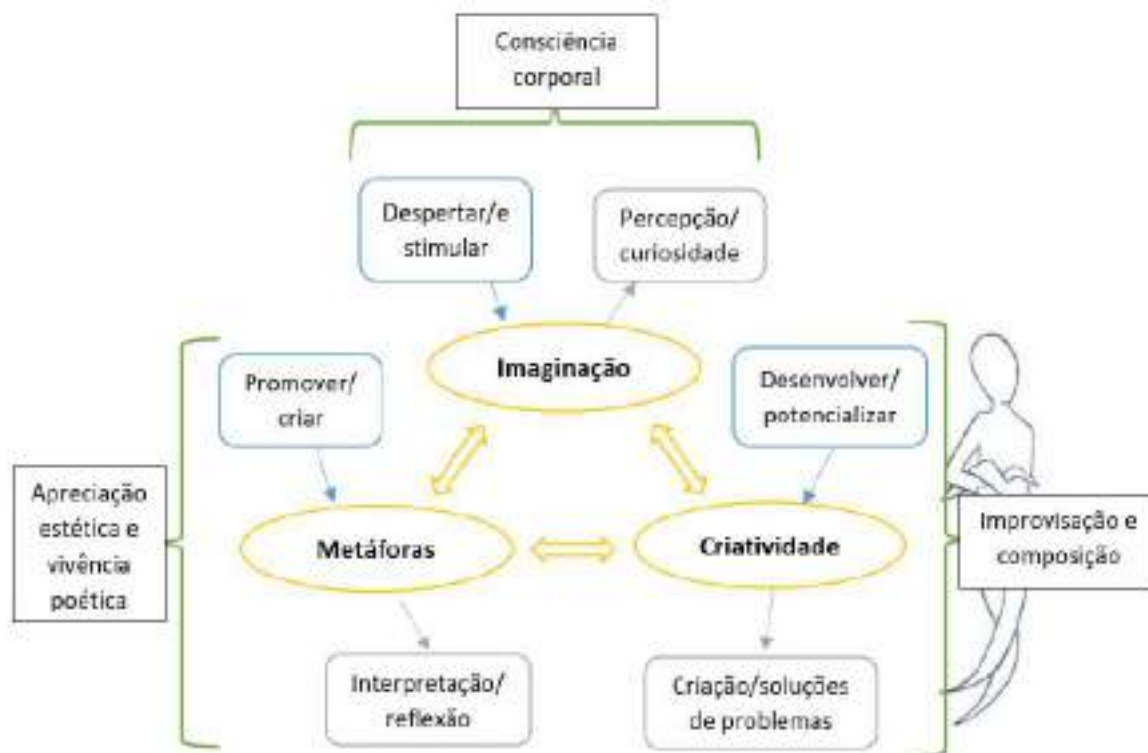 Consciência
corporal
Despertar/e
stimular
Percepção/
curiosidade
Imaginação
Promover/
criar
Desenvolver/
potencializar
Apreciação
estética e
vivência
poética
Metáforas
Criatividade
Improvisação e
composição
Interpretação/
reflexão
Criação/soluções
de problemas